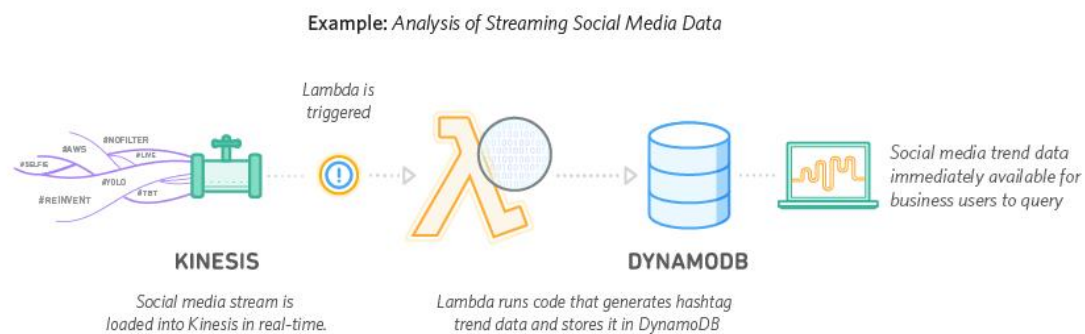 Example: Analysis of Streaming Social Media Data
Lambda is
triggered
#NOFILTER
#AWS
#LIVE
#SELFIE
#YOLO
#TBT
#REINVENT
Social media trend data
immediately available for
business users to query
KINESIS
DYNAMODB
Social media stream is
loaded into Kinesis in real-time.
Lambda runs code that generates hashtag
trend data and stores it in DynamoDB